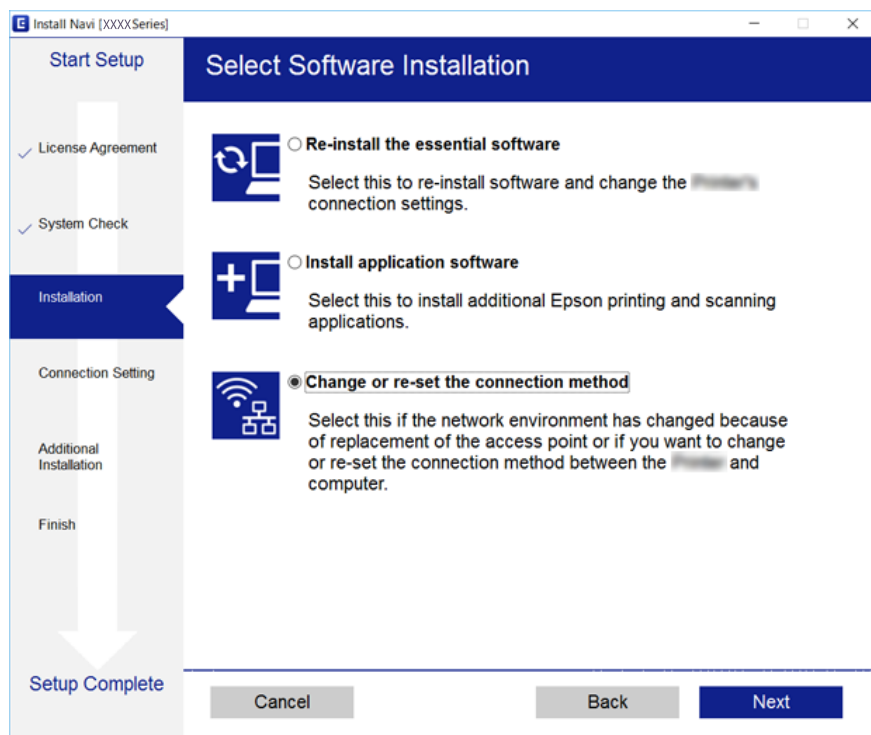 E Install Navi [XXXX Series]
Start Setup
License Agreement
System Check
Installation
Connection Setting
Additional
Installation
Finish
Setup Complete
Select Software Installation
Re-install the essential software
Select this to re-install software and change the
connection settings.
Install application software
Select this to install additional Epson printing and scanning
applications.
Change or re-set the connection method
Select this if the network environment has changed because
of replacement of the access point or if you want to change
or re-set the connection method between the and
computer.
Cancel
Back
Next